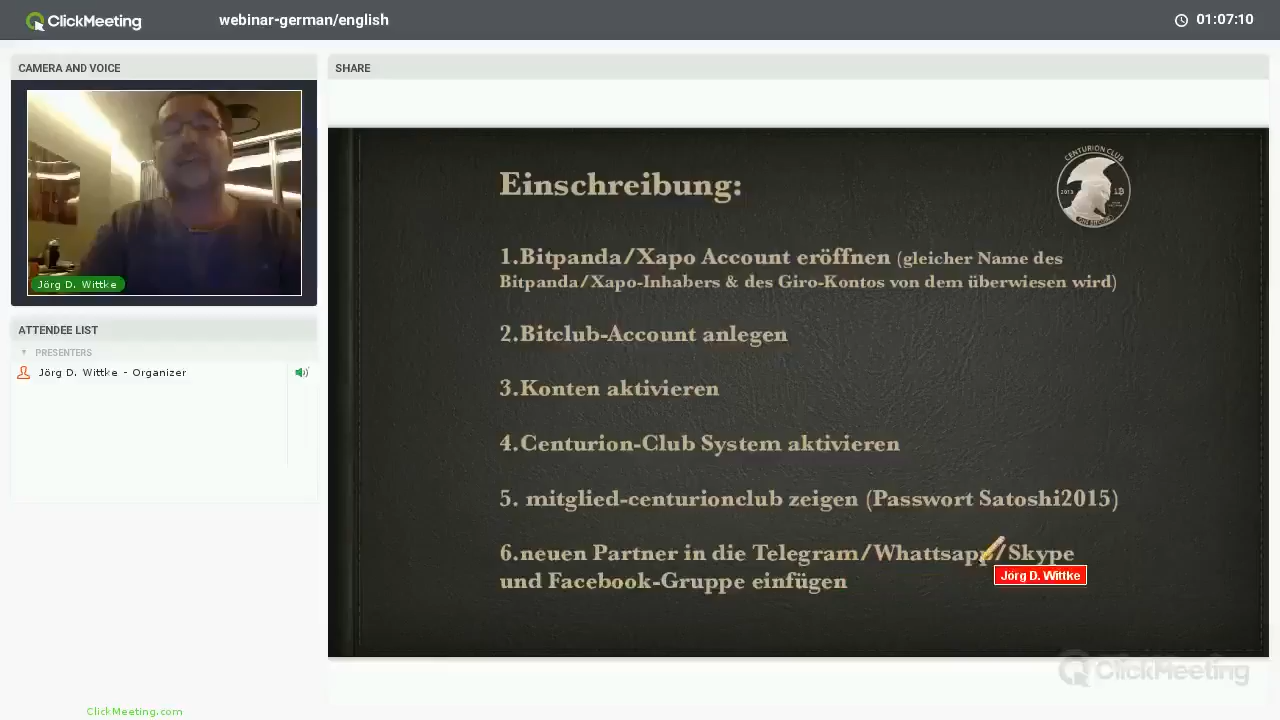 ClickMeeting
webinar-german/english
01:07:10
CAMERA AND VOICE
Jörg D. Wittke
ATTENDEE LIST
PRESENTERS
Jörg D. Wittke - Organizer
ClickMeeting.com
SHARE
CENTURION CLUB
Einschreibung:
1.Bitpanda/Xapo Account eröffnen (gleicher Name des
Bitpanda/Xapo-Inhabers & des Giro-Kontos von dem überwiesen wird)
2.Bitclub-Account anlegen
3.Konten aktivieren
4.Centurion-Club System aktivieren
5. mitglied-centurionclub zeigen (Passwort Satoshi2015)
6.neuen Partner in die Telegram/Whattsapp/Skype
und Facebook-Gruppe einfügen
Jörg D. Wittke
ClickMeeting